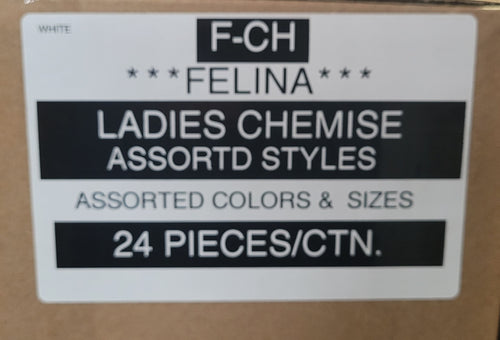 WHITE
F-CH
***FELINA***
LADIES CHEMISE
ASSORTD STYLES
ASSORTED COLORS & SIZES
24 PIECES/CTN.